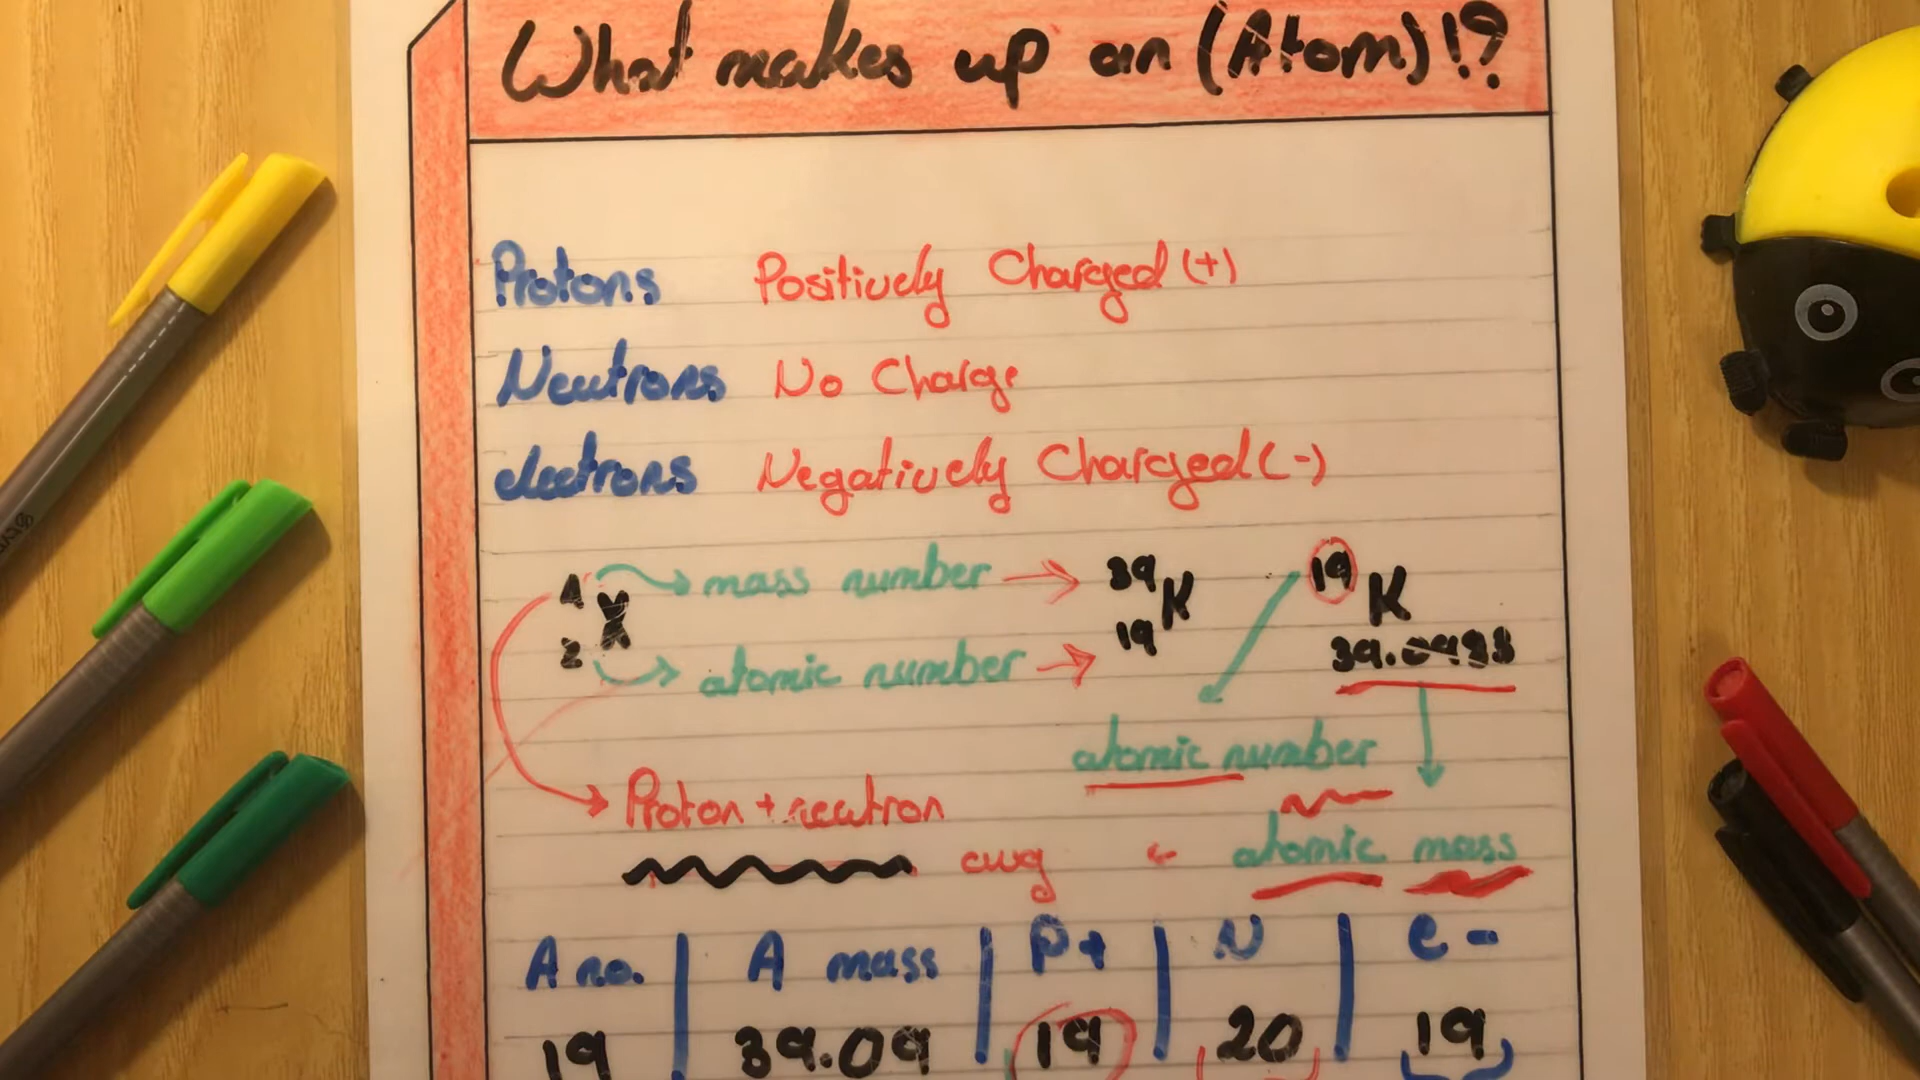 What makes up an (Atom)!?
Protons Positively Charged (+)
Neutrons No Charge
electrons Negatively Charged (-)
A X mass number → 39 K 19 K
Z atomic number → 19 39.0983
atomic number
Proton + neutron
avg ← atomic mass
A no. | A mass | P+ | N | e-
19 | 39.09 | 19 | 20 | 19